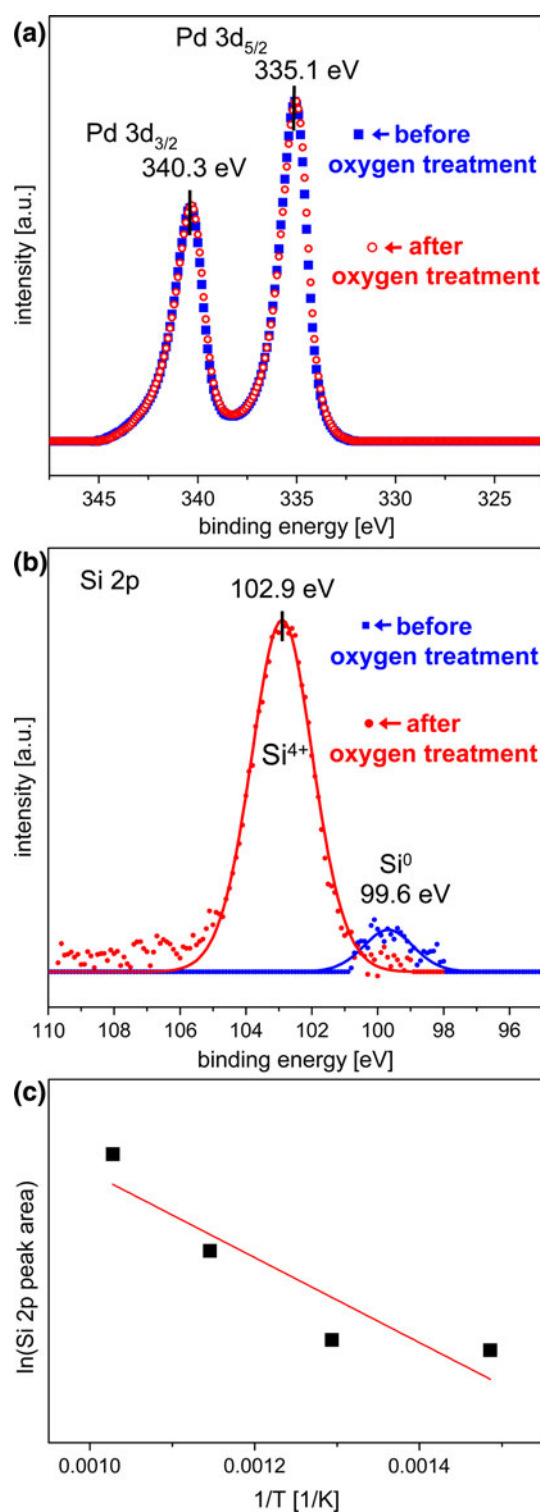 (a)
Pd 3d5/2
335.1 eV
Pd 3d3/2
340.3 eV
■ ← before
oxygen treatment
○ ← after
oxygen treatment
intensity [a.u.]
345 340 335 330 325
binding energy [eV]
(b)
Si 2p
102.9 eV
■ ← before
oxygen treatment
● ← after
oxygen treatment
Si4+
Si0
99.6 eV
intensity [a.u.]
110 108 106 104 102 100 98 96
binding energy [eV]
(c)
ln(Si 2p peak area)
0.0010 0.0012 0.0014
1/T [1/K]